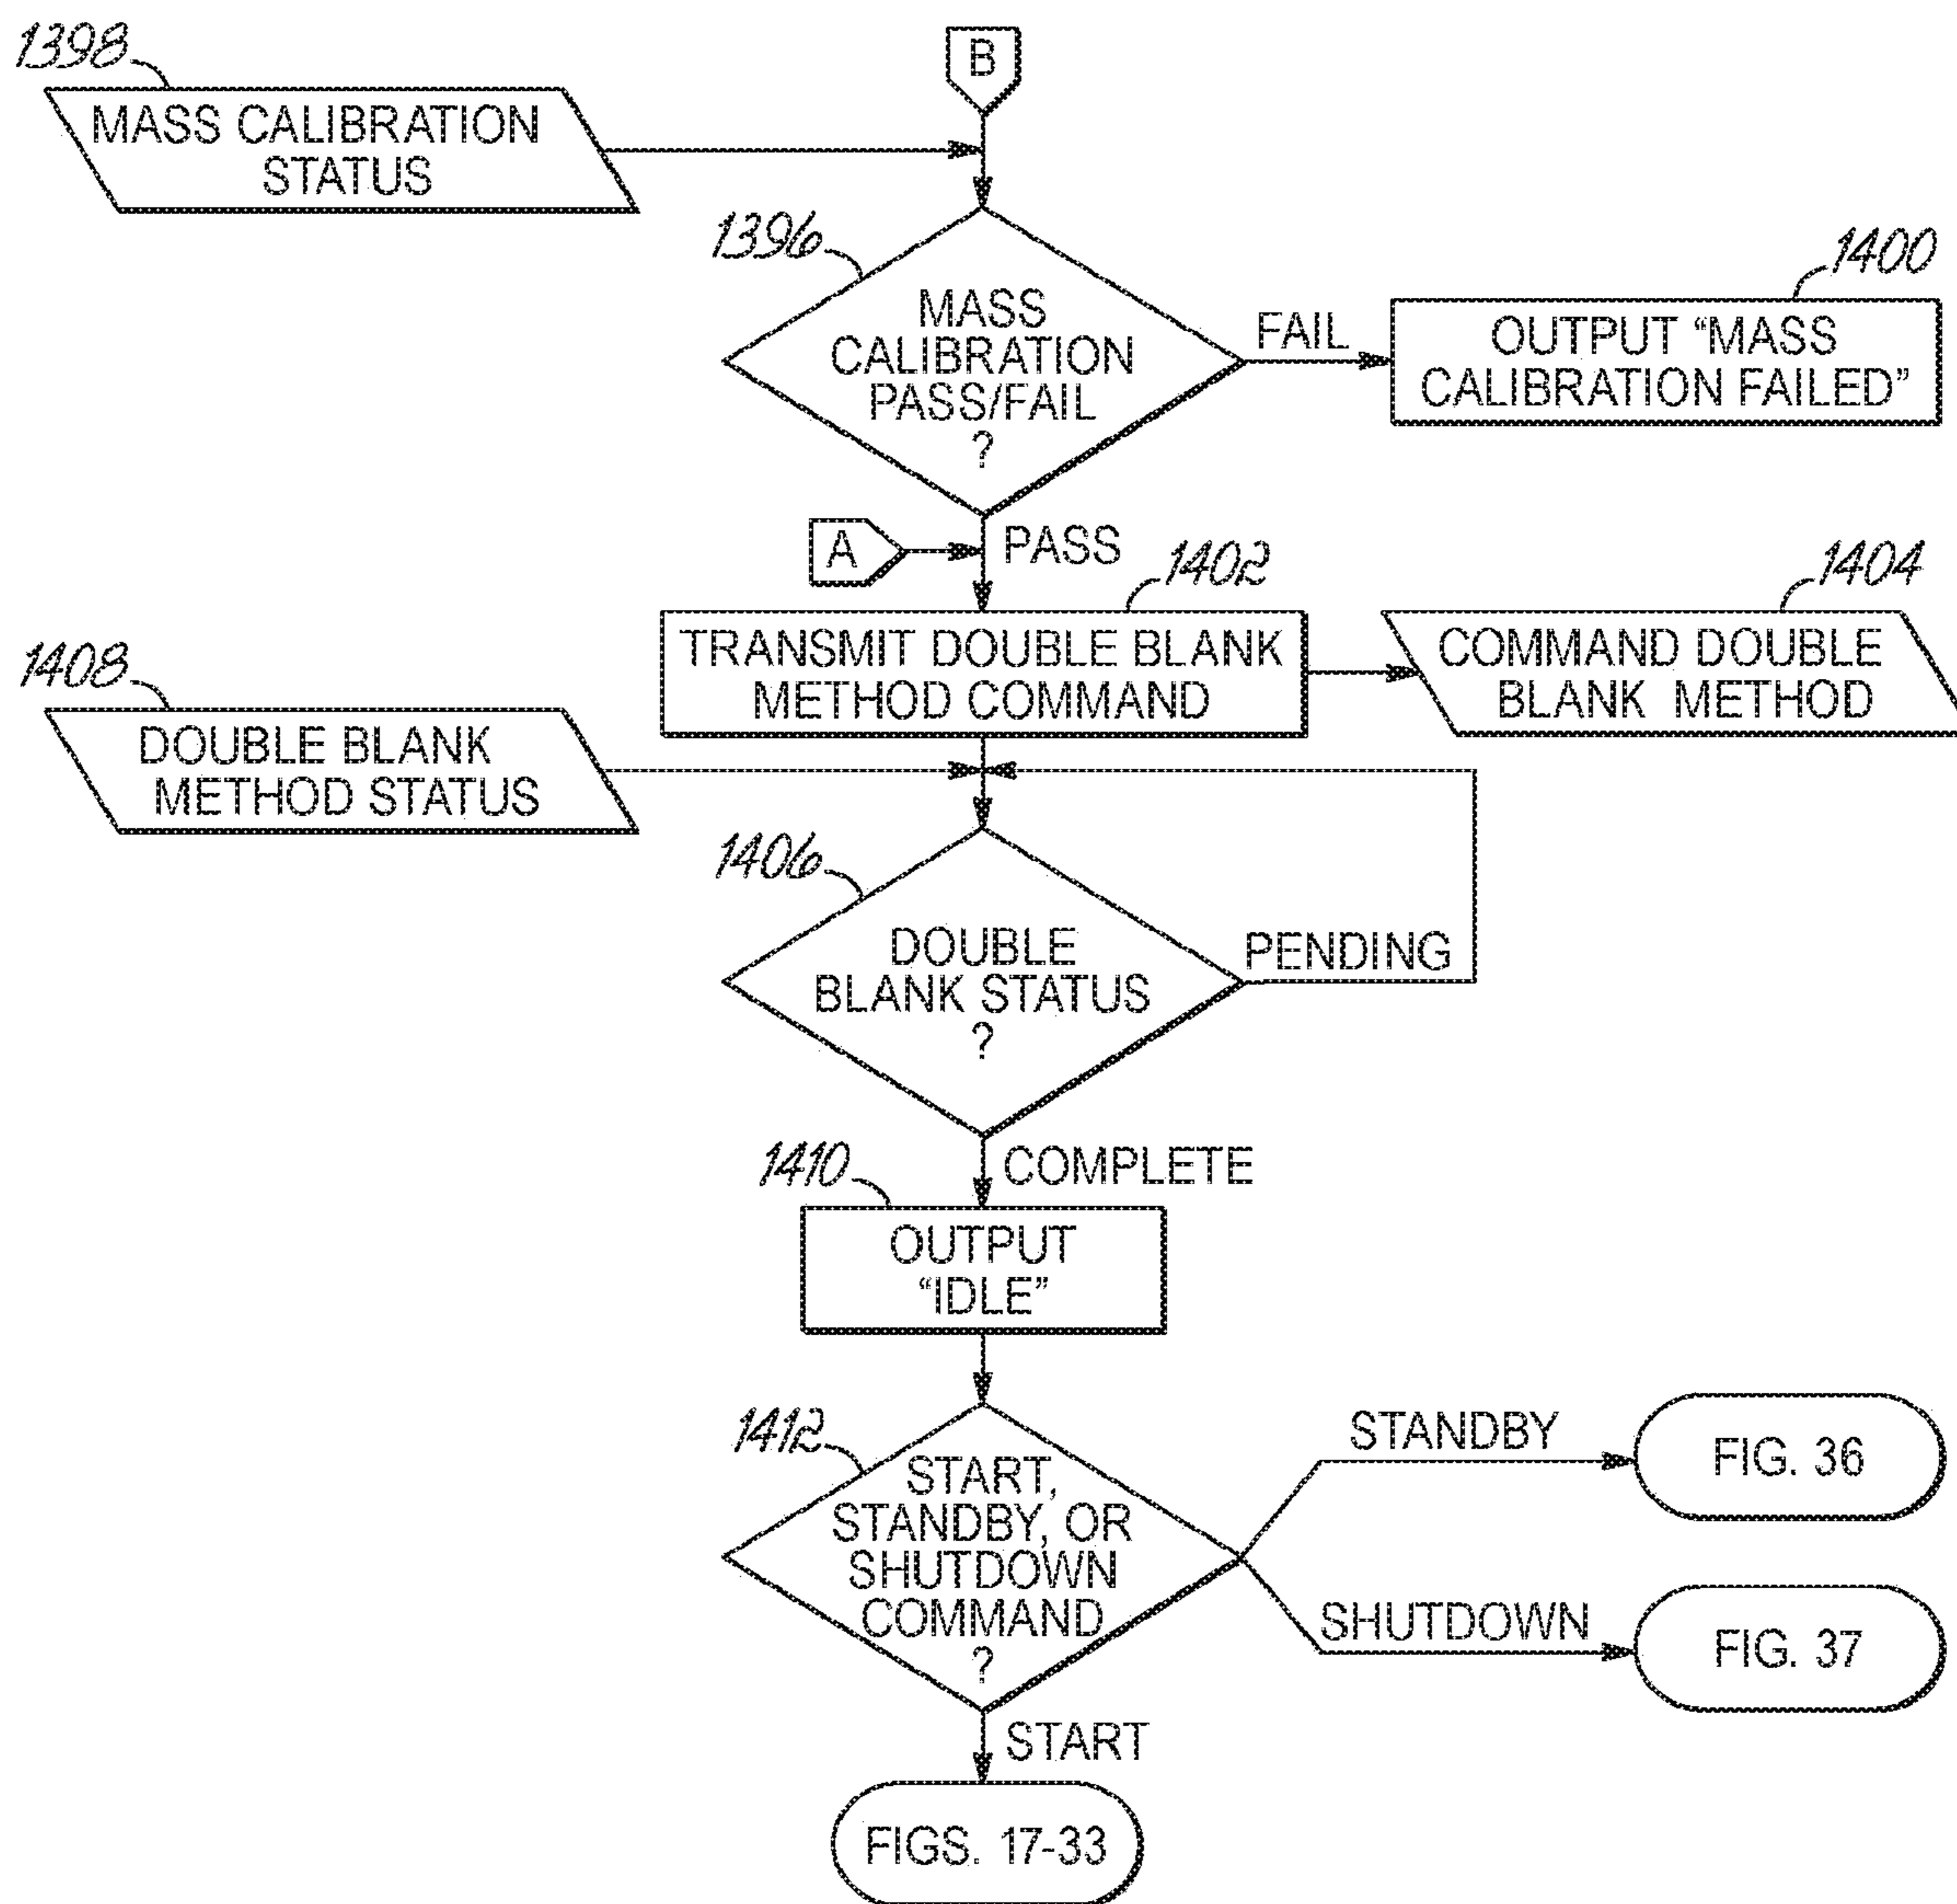 1398
B
MASS CALIBRATION
STATUS
1396
MASS
CALIBRATION
PASS/FAIL
?
FAIL
1400
OUTPUT “MASS
CALIBRATION FAILED”
A
PASS
1402
TRANSMIT DOUBLE BLANK
METHOD COMMAND
1404
COMMAND DOUBLE
BLANK METHOD
1408
DOUBLE BLANK
METHOD STATUS
1406
DOUBLE
BLANK STATUS
?
PENDING
COMPLETE
1410
OUTPUT
“IDLE”
1412
START,
STANDBY, OR
SHUTDOWN
COMMAND
?
STANDBY
FIG. 36
SHUTDOWN
FIG. 37
START
FIGS. 17-33